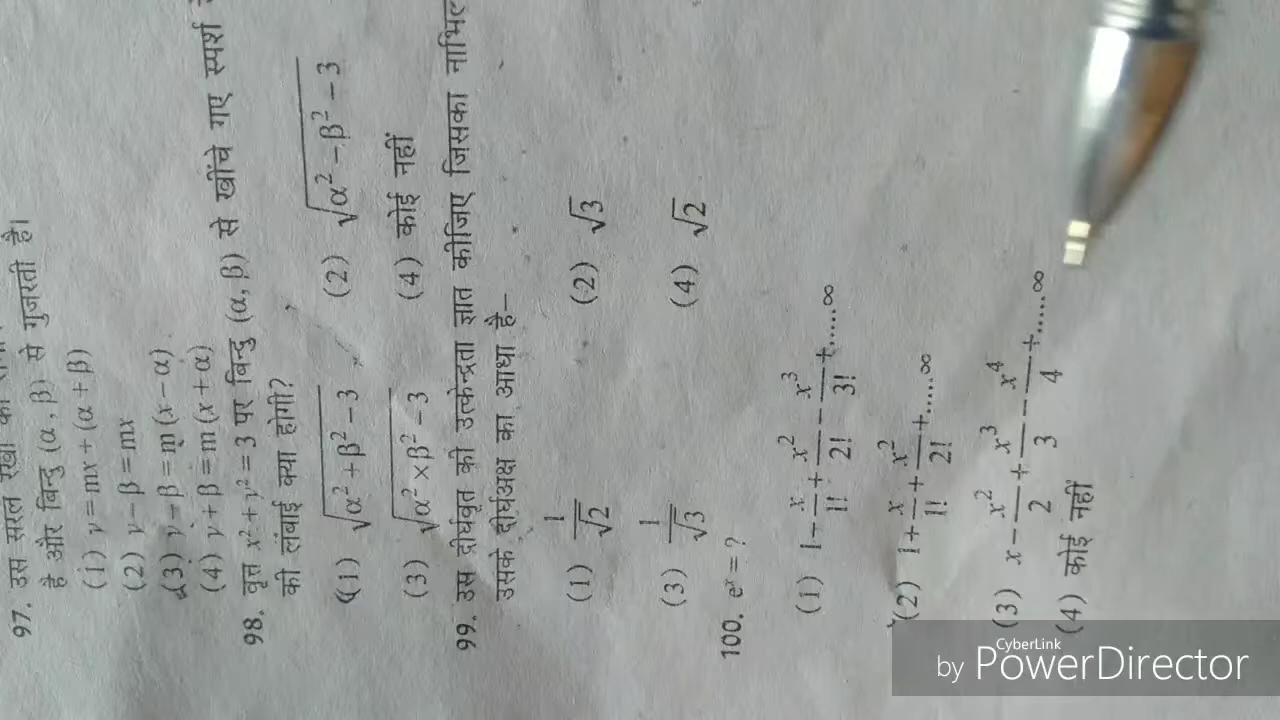 97. उस सरल रेखा का
है और बिन्दु (α, β) से गुजरती है।
(1) y = mx + (α + β)
(2) y - β = mx
(3) y - β = m (x - α)
(4) y + β = m (x + α)
98. वृत्त x² + y² = 3 पर बिन्दु (α, β) से खींचे गए स्पर्श
की लंबाई क्या होगी?
(1) √(α² + β² - 3) (2) √(α² - β² - 3)
(3) √(α² × β² - 3) (4) कोई नहीं
99. उस दीर्घवृत की उत्केन्द्रता ज्ञात कीजिए जिसका
उसके दीर्घअक्ष का आधा है–
(1) 1/√2 (2) √3
(3) 1/√3 (4) √2
100. eˣ = ?
(1) 1 - x/1! + x²/2! - x³/3! + .....∞
(2) 1 + x/1! + x²/2! + .....∞
(3) x - x²/2 + x³/3 - x⁴/4 + .....∞
(4) कोई नहीं
CyberLink
by PowerDirector